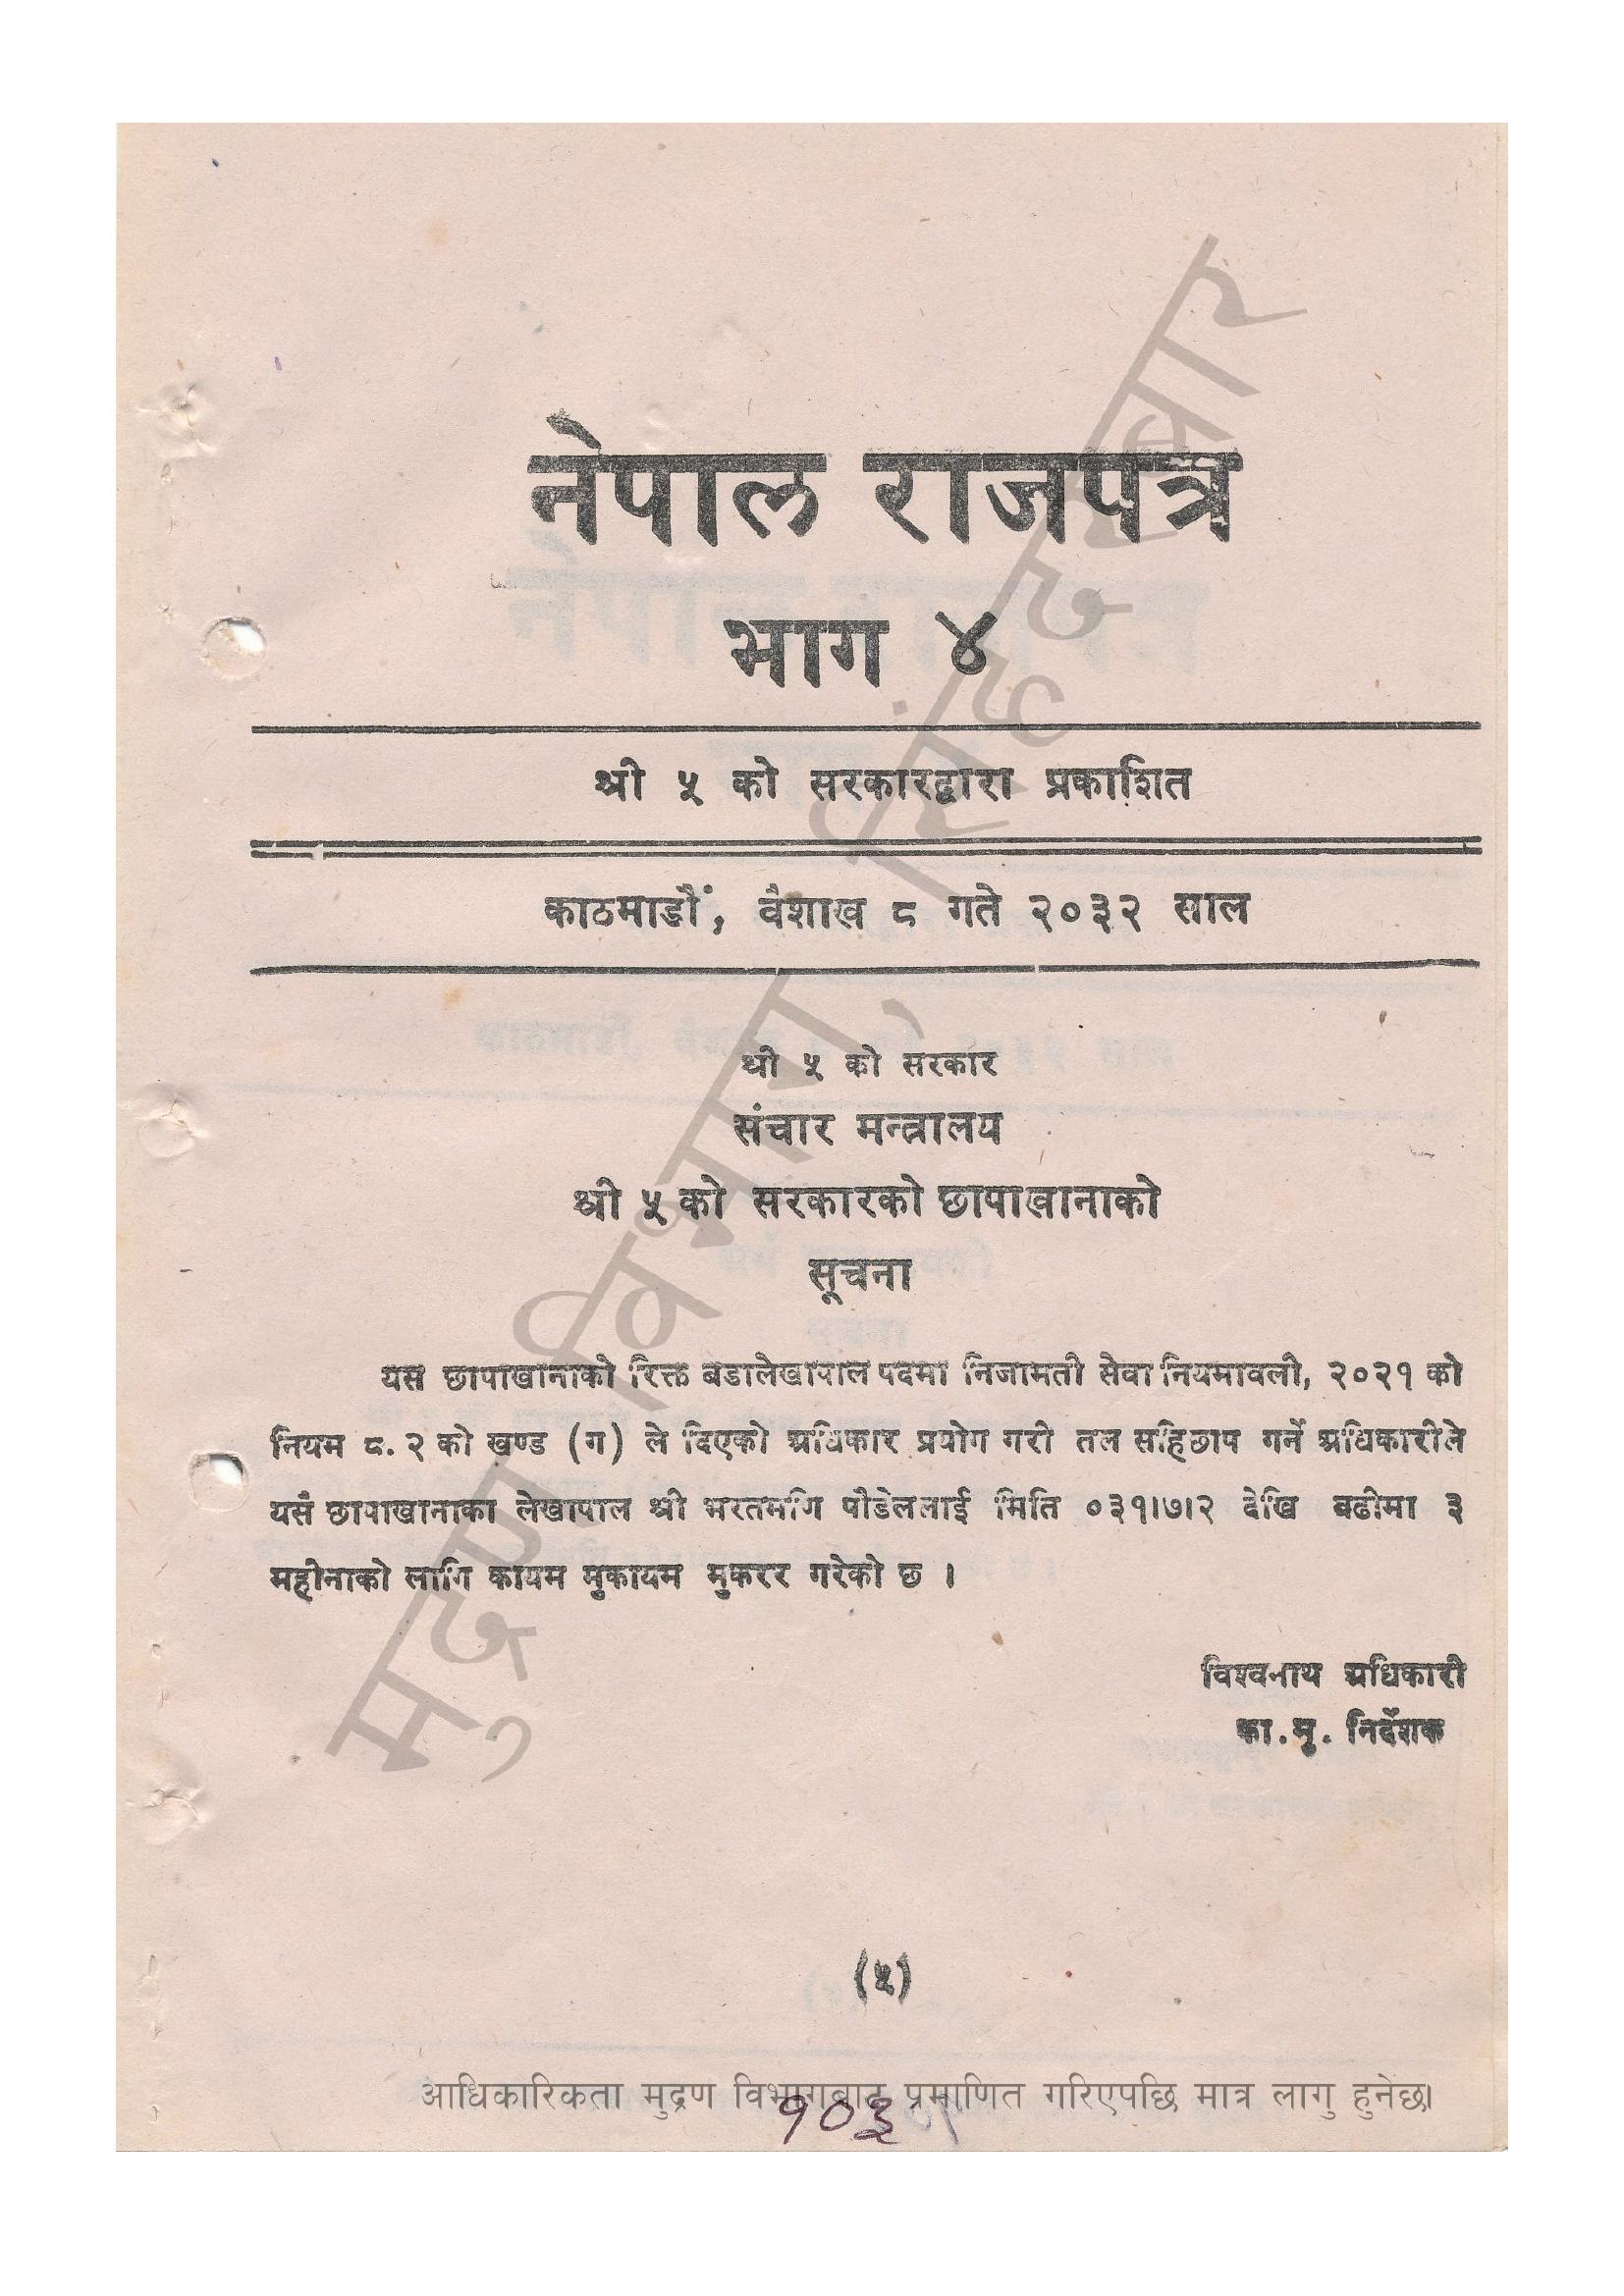 नेपाल राजपत्र
भाग ४
श्री ५ को सरकारद्वारा प्रकाशित
काठमाडौं, वैशाख ८ गते २०३२ साल
श्री ५ को सरकार
संचार मन्त्रालय
श्री ५ को सरकारको छापाखानाको
सूचना
यस छापाखानाको रिक्त बडालेखापाल पदमा निजामती सेवा नियमावली, २०२१ को
नियम ८.२ को खण्ड (ग) ले दिएको अधिकार प्रयोग गरी तल सहिछाप गर्ने अधिकारीले
यसं छापाखानाका लेखापाल श्री भरतमणि पौडेललाई मिति ०३१।७।२ देखि बढीमा ३
महीनाको लागि कायम मुकायम मुकरर गरेको छ ।
विश्वनाथ अधिकारी
का.मु. निर्देशक
(५)
आधिकारिकता मुद्रण विभागबाट प्रमाणित गरिएपछि मात्र लागु हुनेछ।
१०३
मुद्रण विभाग, सिंहदरबार